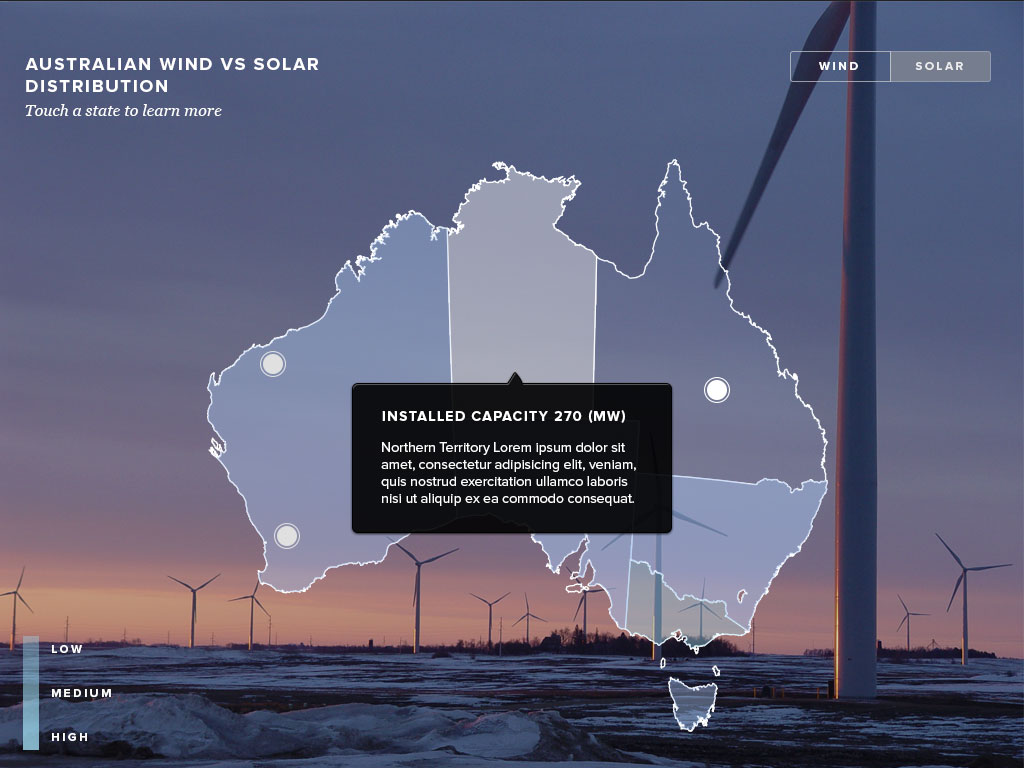 AUSTRALIAN WIND VS SOLAR
DISTRIBUTION
Touch a state to learn more
WIND
SOLAR
INSTALLED CAPACITY 270 (MW)
Northern Territory Lorem ipsum dolor sit
amet, consectetur adipisicing elit, veniam,
quis nostrud exercitation ullamco laboris
nisi ut aliquip ex ea commodo consequat.
LOW
MEDIUM
HIGH